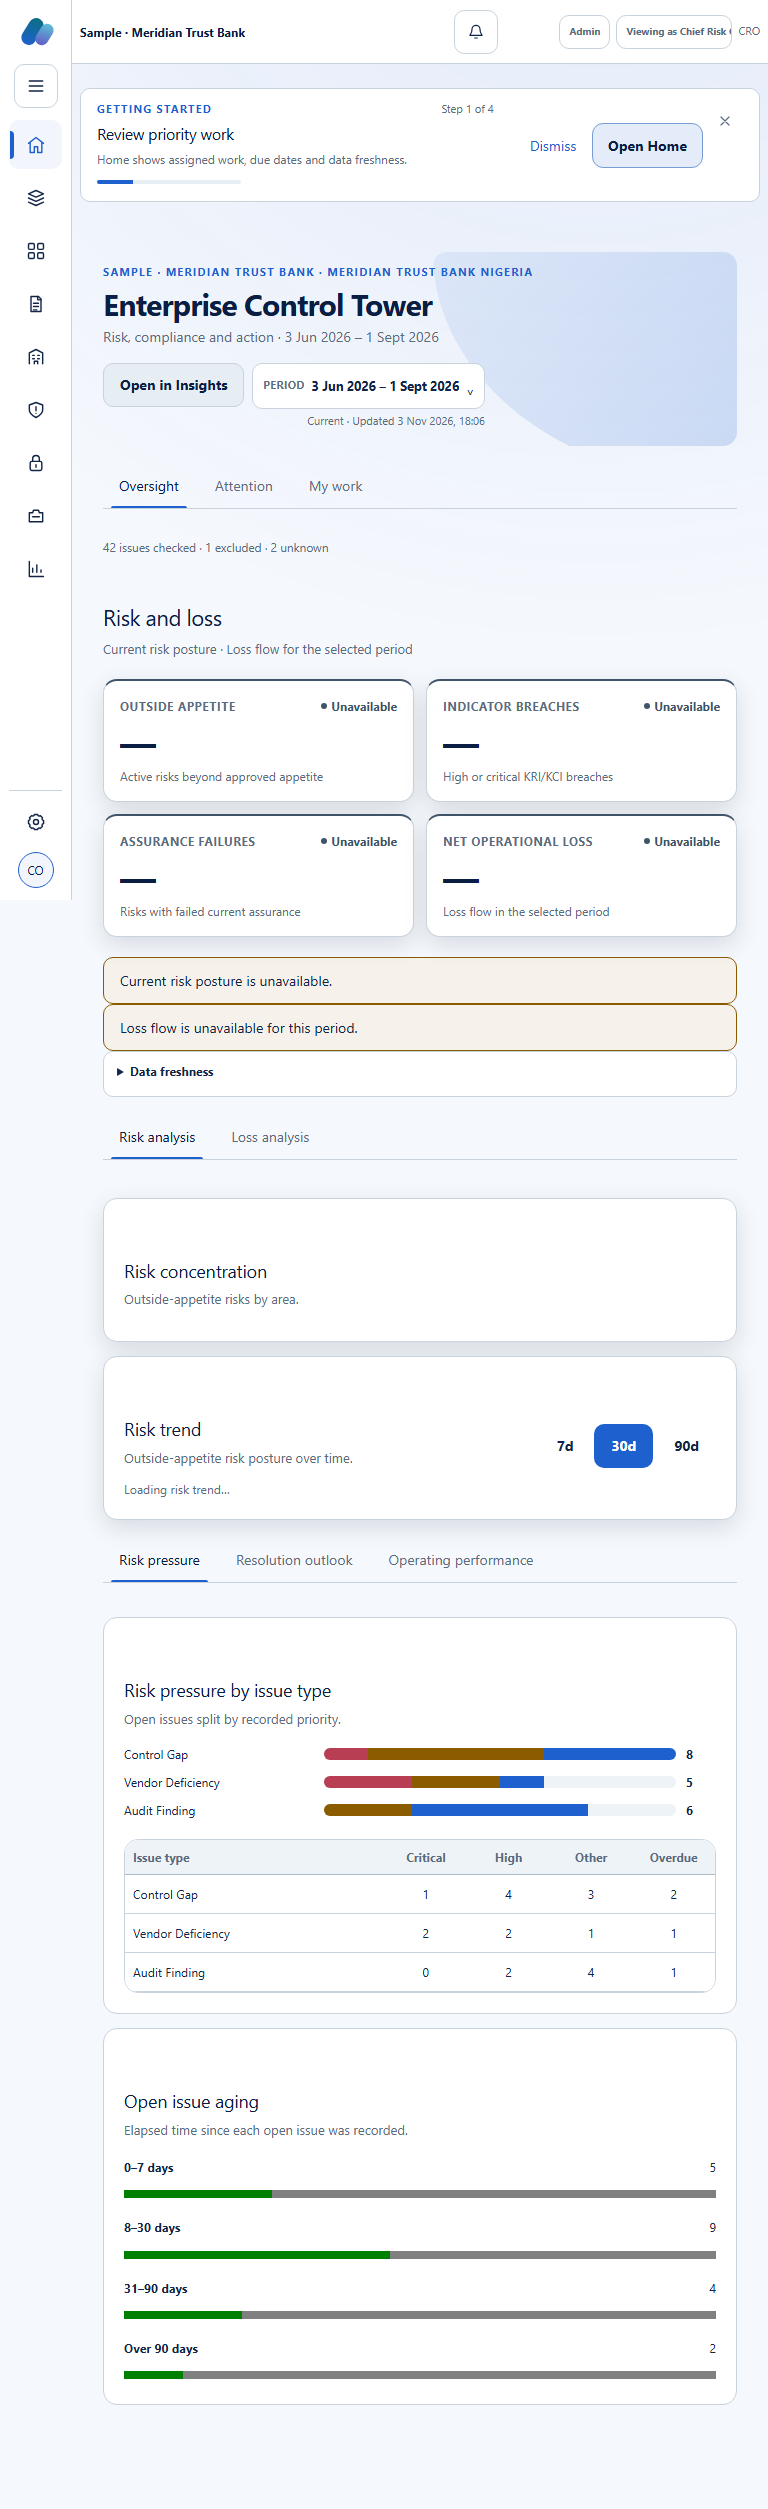 Sample · Meridian Trust Bank
Admin
Viewing as Chief Risk
CRO
GETTING STARTED
Step 1 of 4
Review priority work
Home shows assigned work, due dates and data freshness.
Dismiss
Open Home
SAMPLE · MERIDIAN TRUST BANK · MERIDIAN TRUST BANK NIGERIA
Enterprise Control Tower
Risk, compliance and action · 3 Jun 2026 – 1 Sept 2026
Open in Insights
PERIOD 3 Jun 2026 – 1 Sept 2026
Current · Updated 3 Nov 2026, 18:06
Oversight Attention My work
42 issues checked · 1 excluded · 2 unknown
Risk and loss
Current risk posture · Loss flow for the selected period
OUTSIDE APPETITE • Unavailable
—
Active risks beyond approved appetite
INDICATOR BREACHES • Unavailable
—
High or critical KRI/KCI breaches
ASSURANCE FAILURES • Unavailable
—
Risks with failed current assurance
NET OPERATIONAL LOSS • Unavailable
—
Loss flow in the selected period
Current risk posture is unavailable.
Loss flow is unavailable for this period.
Data freshness
Risk analysis Loss analysis
Risk concentration
Outside-appetite risks by area.
Risk trend
Outside-appetite risk posture over time.
7d 30d 90d
Loading risk trend...
Risk pressure Resolution outlook Operating performance
Risk pressure by issue type
Open issues split by recorded priority.
Control Gap 8
Vendor Deficiency 5
Audit Finding 6
Issue type Critical High Other Overdue
Control Gap 1 4 3 2
Vendor Deficiency 2 2 1 1
Audit Finding 0 2 4 1
Open issue aging
Elapsed time since each open issue was recorded.
0–7 days 5
8–30 days 9
31–90 days 4
Over 90 days 2
CO